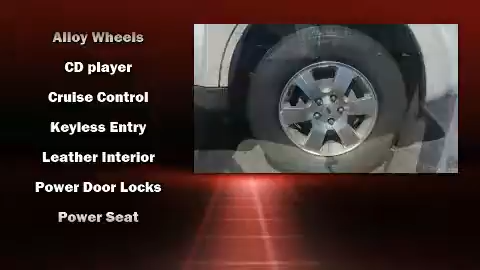 Alloy Wheels
CD player
Cruise Control
Keyless Entry
Leather Interior
Power Door Locks
Power Seat